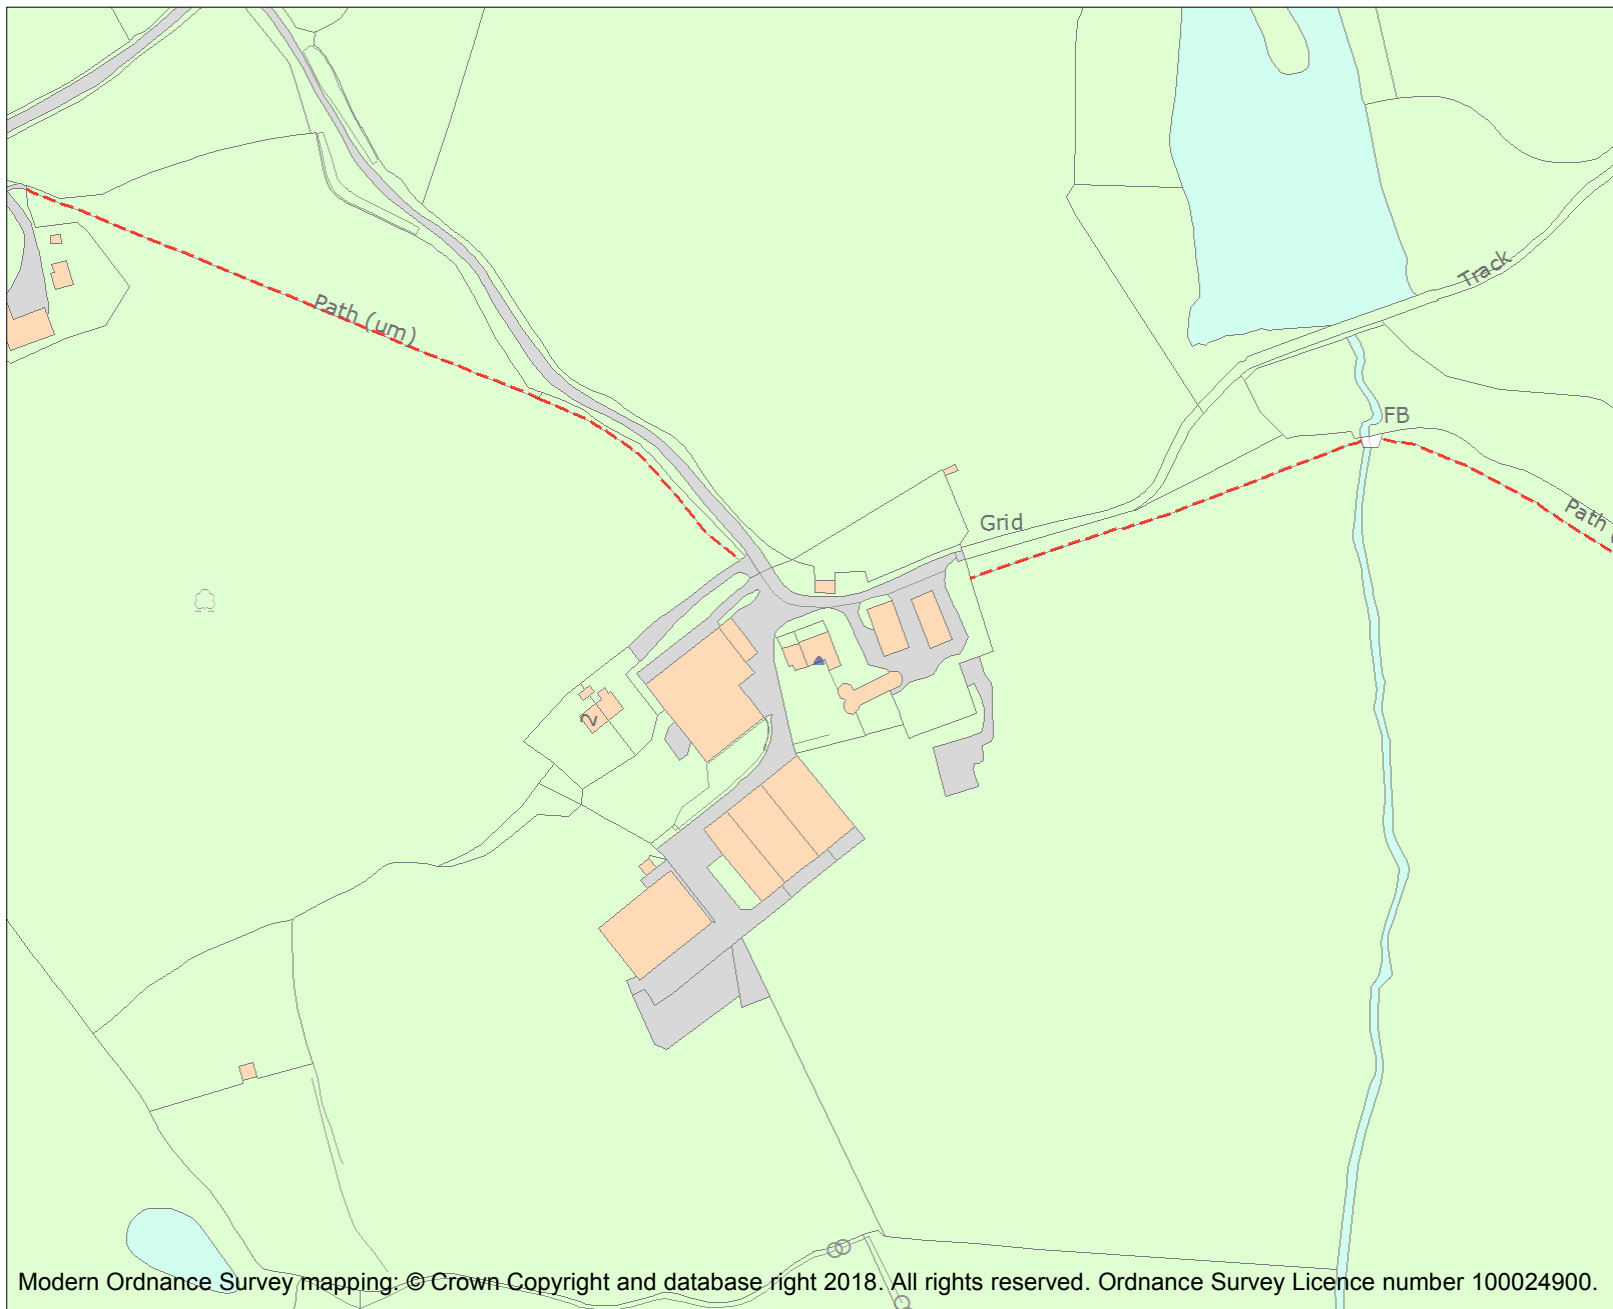 Path (um)
Track
FB
Grid
Path
2
Modern Ordnance Survey mapping: © Crown Copyright and database right 2018. All rights reserved. Ordnance Survey Licence number 100024900.